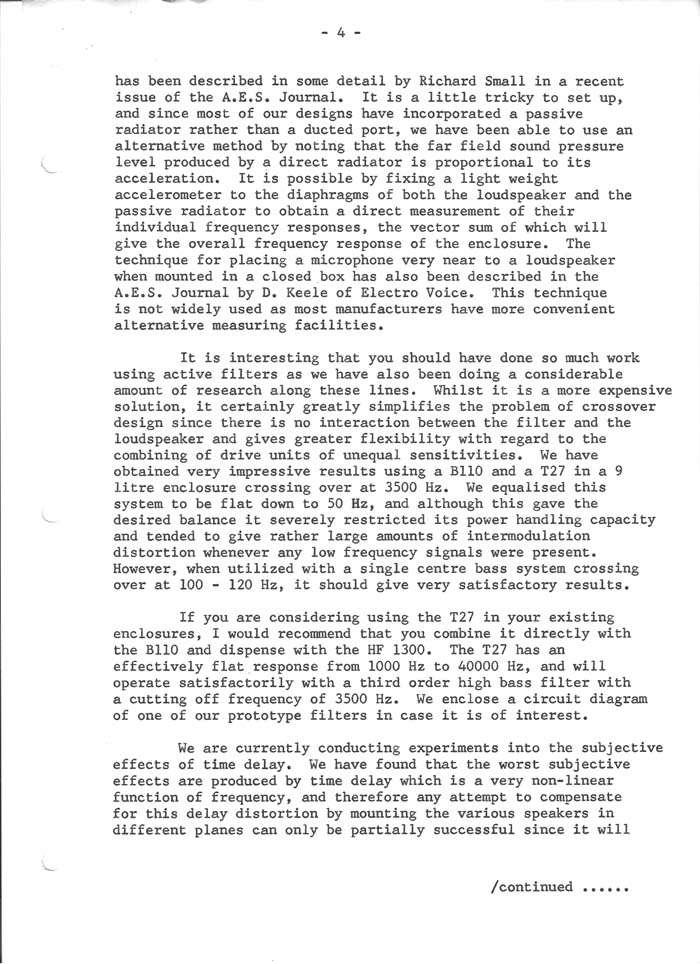 - 4 -
has been described in some detail by Richard Small in a recent
issue of the A.E.S. Journal. It is a little tricky to set up,
and since most of our designs have incorporated a passive
radiator rather than a ducted port, we have been able to use an
alternative method by noting that the far field sound pressure
level produced by a direct radiator is proportional to its
acceleration. It is possible by fixing a light weight
accelerometer to the diaphragms of both the loudspeaker and the
passive radiator to obtain a direct measurement of their
individual frequency responses, the vector sum of which will
give the overall frequency response of the enclosure. The
technique for placing a microphone very near to a loudspeaker
when mounted in a closed box has also been described in the
A.E.S. Journal by D. Keele of Electro Voice. This technique
is not widely used as most manufacturers have more convenient
alternative measuring facilities.
It is interesting that you should have done so much work
using active filters as we have also been doing a considerable
amount of research along these lines. Whilst it is a more expensive
solution, it certainly greatly simplifies the problem of crossover
design since there is no interaction between the filter and the
loudspeaker and gives greater flexibility with regard to the
combining of drive units of unequal sensitivities. We have
obtained very impressive results using a B110 and a T27 in a 9
litre enclosure crossing over at 3500 Hz. We equalised this
system to be flat down to 50 Hz, and although this gave the
desired balance it severely restricted its power handling capacity
and tended to give rather large amounts of intermodulation
distortion whenever any low frequency signals were present.
However, when utilized with a single centre bass system crossing
over at 100 - 120 Hz, it should give very satisfactory results.
If you are considering using the T27 in your existing
enclosures, I would recommend that you combine it directly with
the B110 and dispense with the HF 1300. The T27 has an
effectively flat response from 1000 Hz to 40000 Hz, and will
operate satisfactorily with a third order high bass filter with
a cutting off frequency of 3500 Hz. We enclose a circuit diagram
of one of our prototype filters in case it is of interest.
We are currently conducting experiments into the subjective
effects of time delay. We have found that the worst subjective
effects are produced by time delay which is a very non-linear
function of frequency, and therefore any attempt to compensate
for this delay distortion by mounting the various speakers in
different planes can only be partially successful since it will
/continued ......